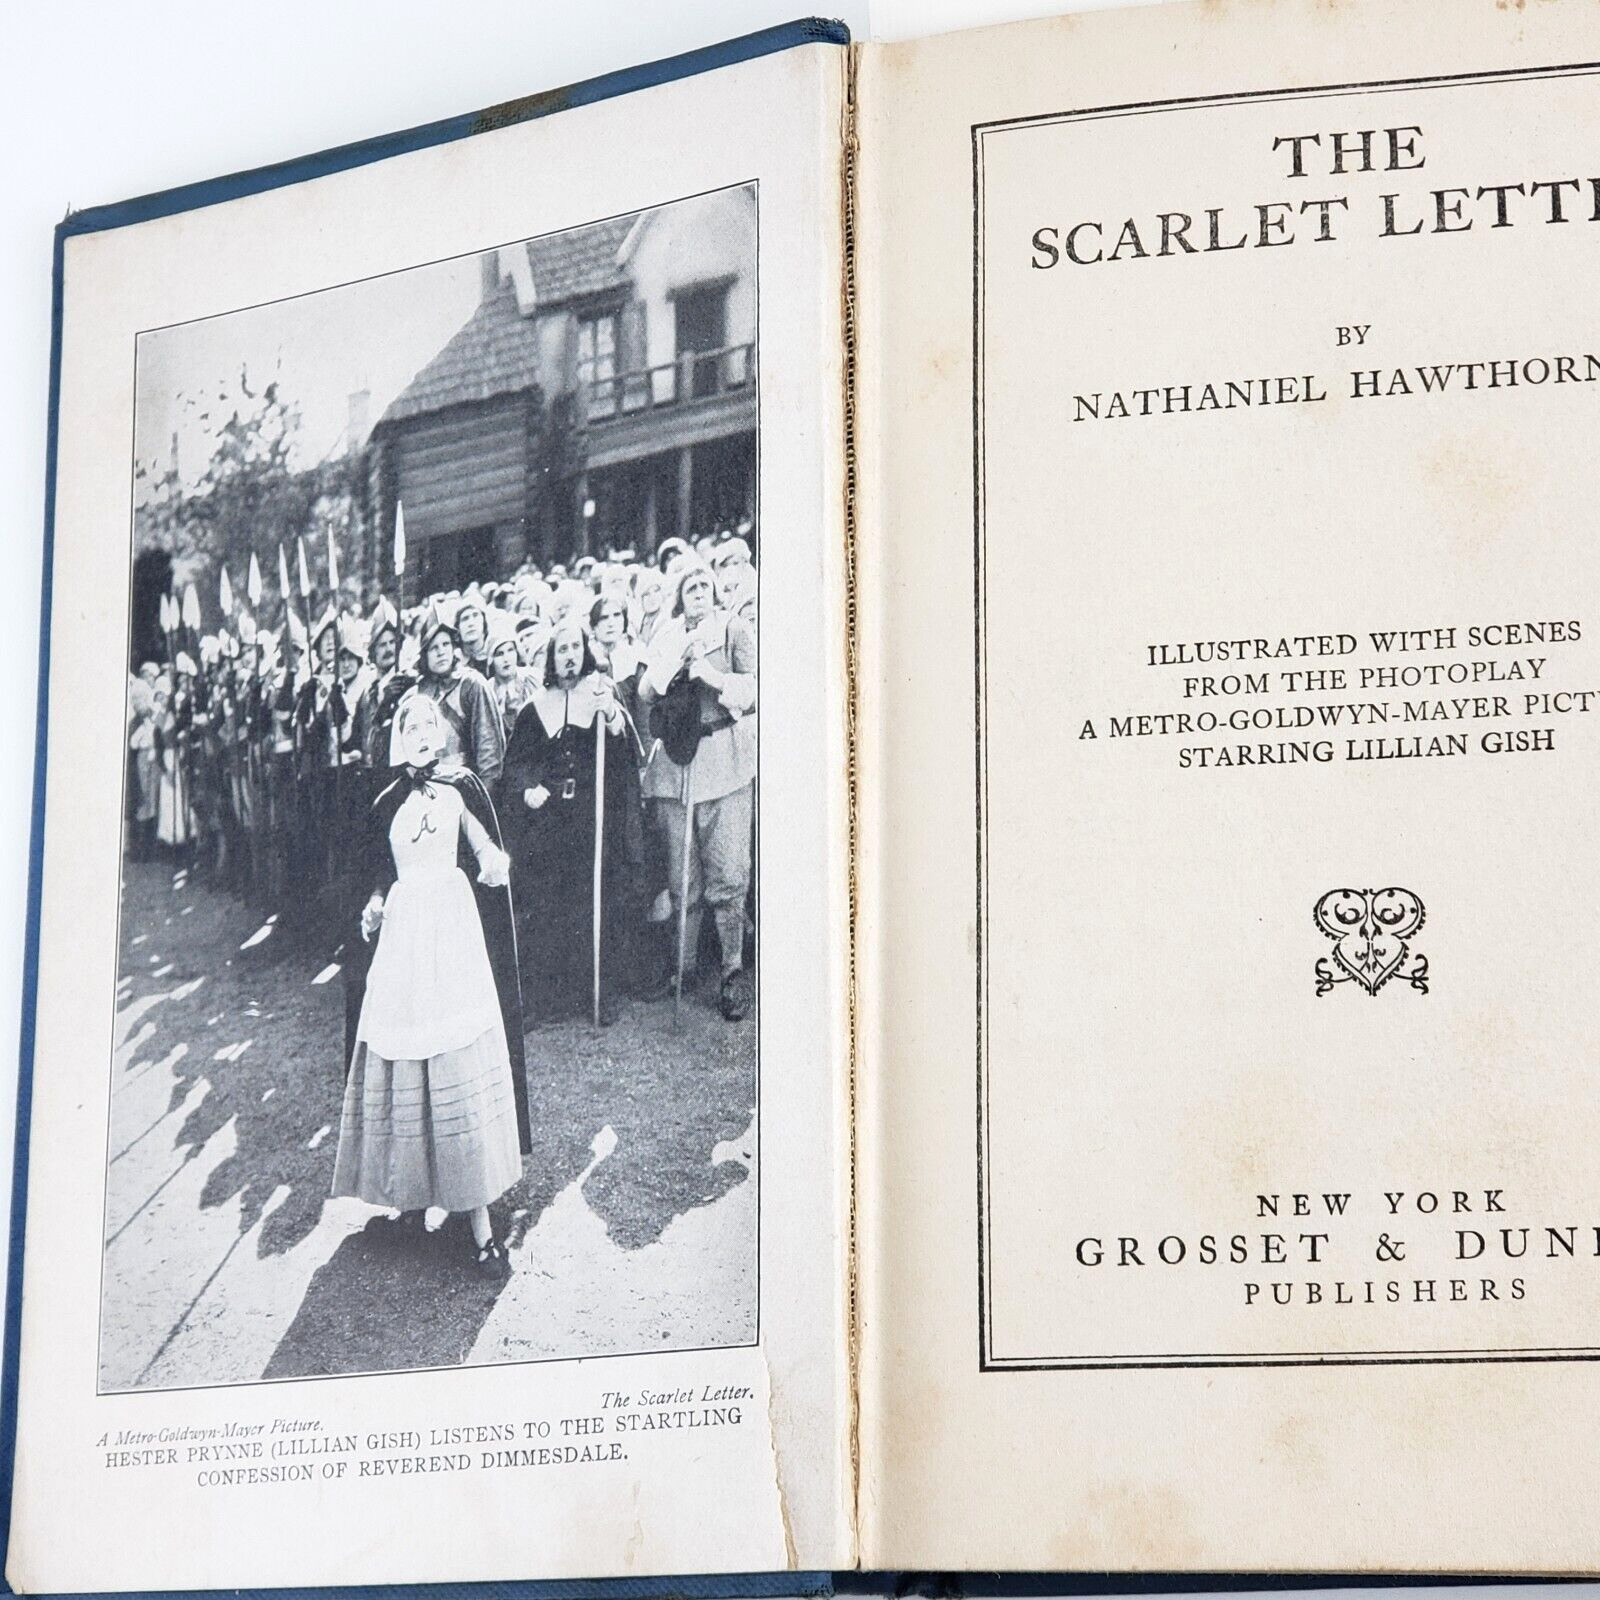 A
The Scarlet Letter.
A Metro-Goldwyn-Mayer Picture.
HESTER PRYNNE (LILLIAN GISH) LISTENS TO THE STARTLING
CONFESSION OF REVEREND DIMMESDALE.
THE
SCARLET LETT
BY
NATHANIEL HAWTHORN
ILLUSTRATED WITH SCENES
FROM THE PHOTOPLAY
A METRO-GOLDWYN-MAYER PICT
STARRING LILLIAN GISH
NEW YORK
GROSSET & DUN
PUBLISHERS